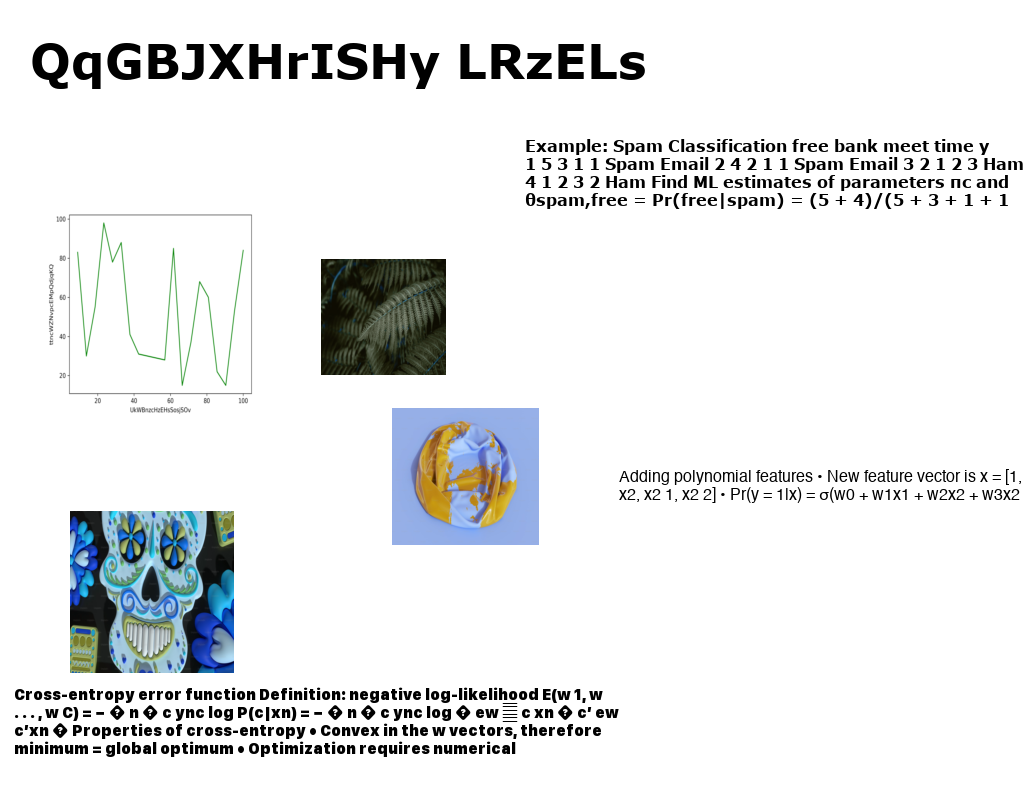 QqGBJXHrISHy LRzELs
Example: Spam Classification free bank meet time y
1 5 3 1 1 Spam Email 2 4 2 1 1 Spam Email 3 2 1 2 3 Ham
4 1 2 3 2 Ham Find ML estimates of parameters πc and
θspam,free = Pr(free|spam) = (5 + 4)/(5 + 3 + 1 + 1
100
80
60
40
20
20 40 60 80 100
UkWBnzcHzEHsSosjSOv
Adding polynomial features • New feature vector is x = [1,
x2, x2 1, x2 2] • Pr(y = 1|x) = σ(w0 + w1x1 + w2x2 + w3x2
Cross-entropy error function Definition: negative log-likelihood E(w 1, w
. . . , w C) = − � n � c ync log P(c|xn) = − � n � c ync log � ew c xn � c′ ew
c′xn � Properties of cross-entropy • Convex in the w vectors, therefore
minimum = global optimum • Optimization requires numerical